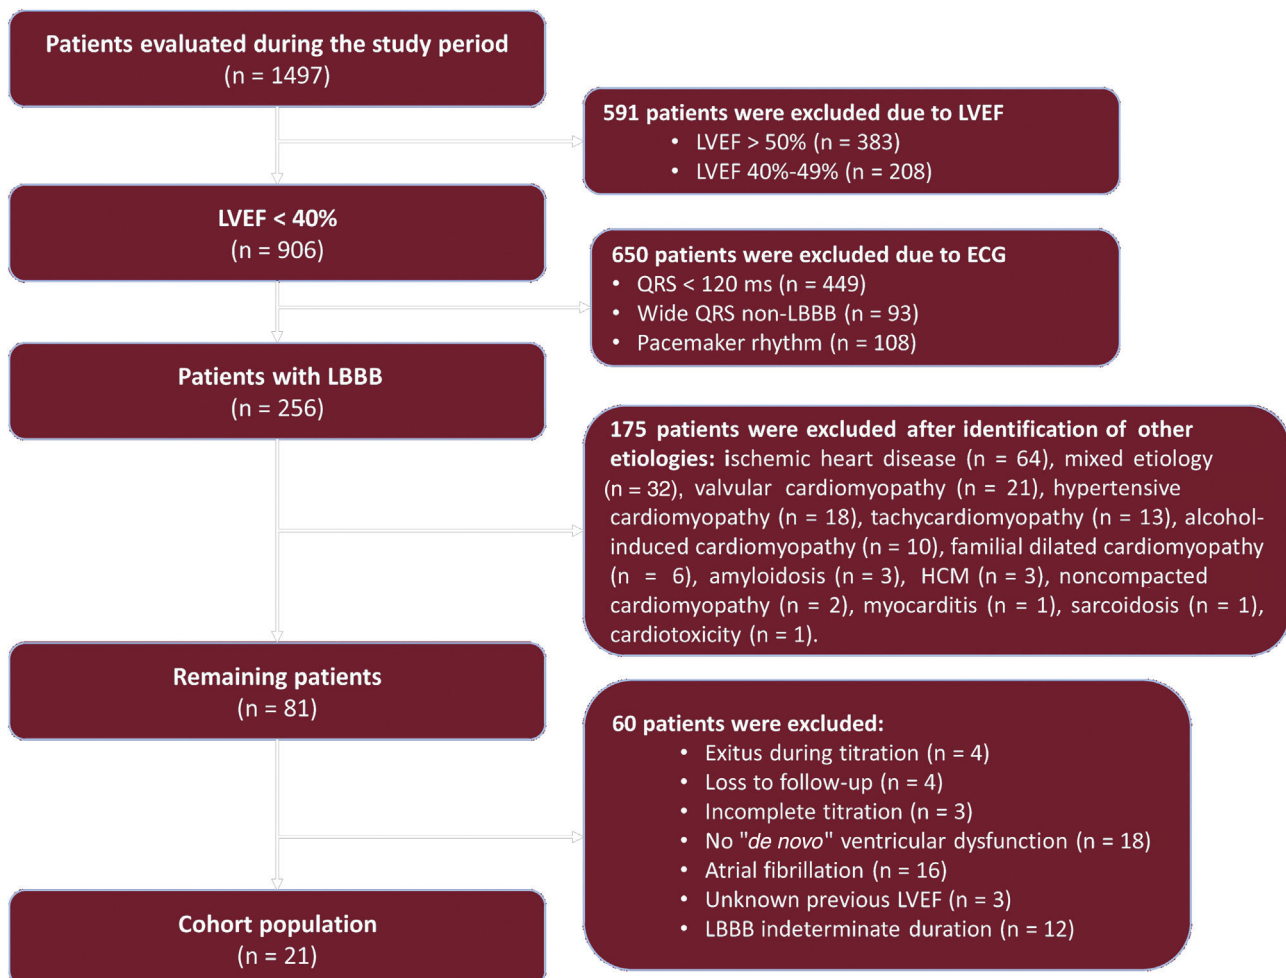 Patients evaluated during the study period
(n = 1497)
591 patients were excluded due to LVEF
• LVEF > 50% (n = 383)
• LVEF 40%-49% (n = 208)
LVEF < 40%
(n = 906)
650 patients were excluded due to ECG
• QRS < 120 ms (n = 449)
• Wide QRS non-LBBB (n = 93)
• Pacemaker rhythm (n = 108)
Patients with LBBB
(n = 256)
175 patients were excluded after identification of other
etiologies: ischemic heart disease (n = 64), mixed etiology
(n = 32), valvular cardiomyopathy (n = 21), hypertensive
cardiomyopathy (n = 18), tachycardiomyopathy (n = 13), alcohol-
induced cardiomyopathy (n = 10), familial dilated cardiomyopathy
(n = 6), amyloidosis (n = 3), HCM (n = 3), noncompacted
cardiomyopathy (n = 2), myocarditis (n = 1), sarcoidosis (n = 1),
cardiotoxicity (n = 1).
Remaining patients
(n = 81)
60 patients were excluded:
• Exitus during titration (n = 4)
• Loss to follow-up (n = 4)
• Incomplete titration (n = 3)
• No "de novo" ventricular dysfunction (n = 18)
• Atrial fibrillation (n = 16)
• Unknown previous LVEF (n = 3)
• LBBB indeterminate duration (n = 12)
Cohort population
(n = 21)